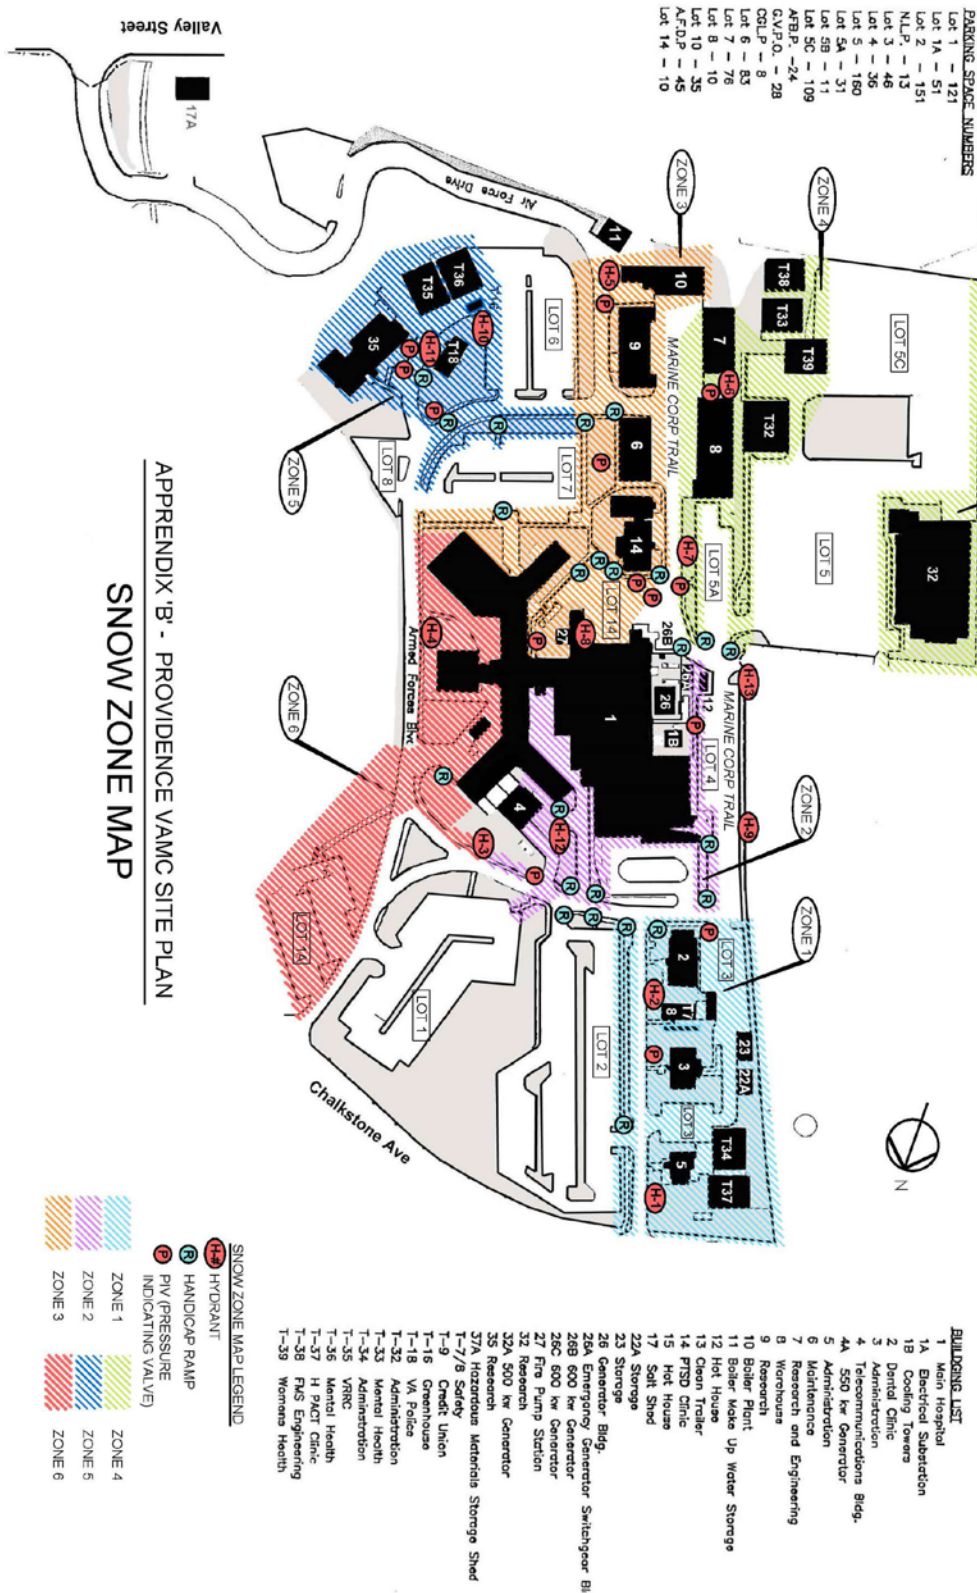 PARKING SPACE NUMBERS
Lot 1 - 121
Lot 1A - 51
Lot 2 - 151
N.L.P. - 13
Lot 3 - 46
Lot 4 - 36
Lot 5 - 160
Lot 5A - 31
Lot 5B - 11
Lot 5C - 109
AFB.P. -24
G.V.P.O. - 28
CGLP - 8
Lot 6 - 83
Lot 7 - 76
Lot 8 - 10
Lot 10 - 35
A.F.D.P - 45
Lot 14 - 10
Valley Street
17A
Air Force Drive
11
ZONE 3
ZONE 4
T38
T33
T39
LOT 5C
H-5
P
10
7
H-6
P
T32
9
MARINE CORP TRAIL
8
LOT 6
T36
T35
T16
H-10
T18
H-11
P
P
R
35
P
R
R
R
R
6
P
ZONE 5
LOT 8
LOT 7
R
14
H-7
LOT 5A
LOT 5
32
R
R
R
R
P
P
P
LOT 14
H-8
27
P
H-4
Armed Forces Blvd
26B
R
R
R
H-13
26A
12
26
P
1B
LOT 4
MARINE CORP TRAIL
1
H-9
ZONE 6
R
4
R
H-12
H-3
P
R
R
R
R
ZONE 2
LOT 1A
LOT 1
R
R
R
R
P
LOT 3
ZONE 1
2
H-2
T7
8
23
22A
P
3
LOT 2
LOT 3
R
T34
T37
5
H-1
Chalkstone Ave
N
APPRENDIX 'B' - PROVIDENCE VAMC SITE PLAN
SNOW ZONE MAP
SNOW ZONE MAP LEGEND
H-# HYDRANT
R HANDICAP RAMP
P PIV (PRESSURE
INDICATING VALVE)
ZONE 1
ZONE 2
ZONE 3
ZONE 4
ZONE 5
ZONE 6
BUILDING LIST
1 Main Hospital
1A Electrical Substation
1B Cooling Towers
2 Dental Clinic
3 Administration
4 Telecommunications Bldg.
4A 550 kw Generator
5 Administration
6 Maintenance
7 Research and Engineering
8 Warehouse
9 Research
10 Boiler Plant
11 Boiler Make Up Water Storage
12 Hot House
13 Clean Trailer
14 PTSD Clinic
15 Hot House
17 Salt Shed
22A Storage
23 Storage
26 Generator Bldg.
26A Emergency Generator Switchgear Bl
26B 600 kw Generator
26C 600 kw Generator
27 Fire Pump Station
32 Research
32A 500 kw Generator
35 Research
37A Hazardous Materials Storage Shed
T-7/8 Safety
T-9 Credit Union
T-16 Greenhouse
T-18 VA Police
T-32 Administration
T-33 Mental Health
T-34 Administration
T-35 VRRC
T-36 Mental Health
T-37 H PACT Clinic
T-38 FMS Engineering
T-39 Womens Health